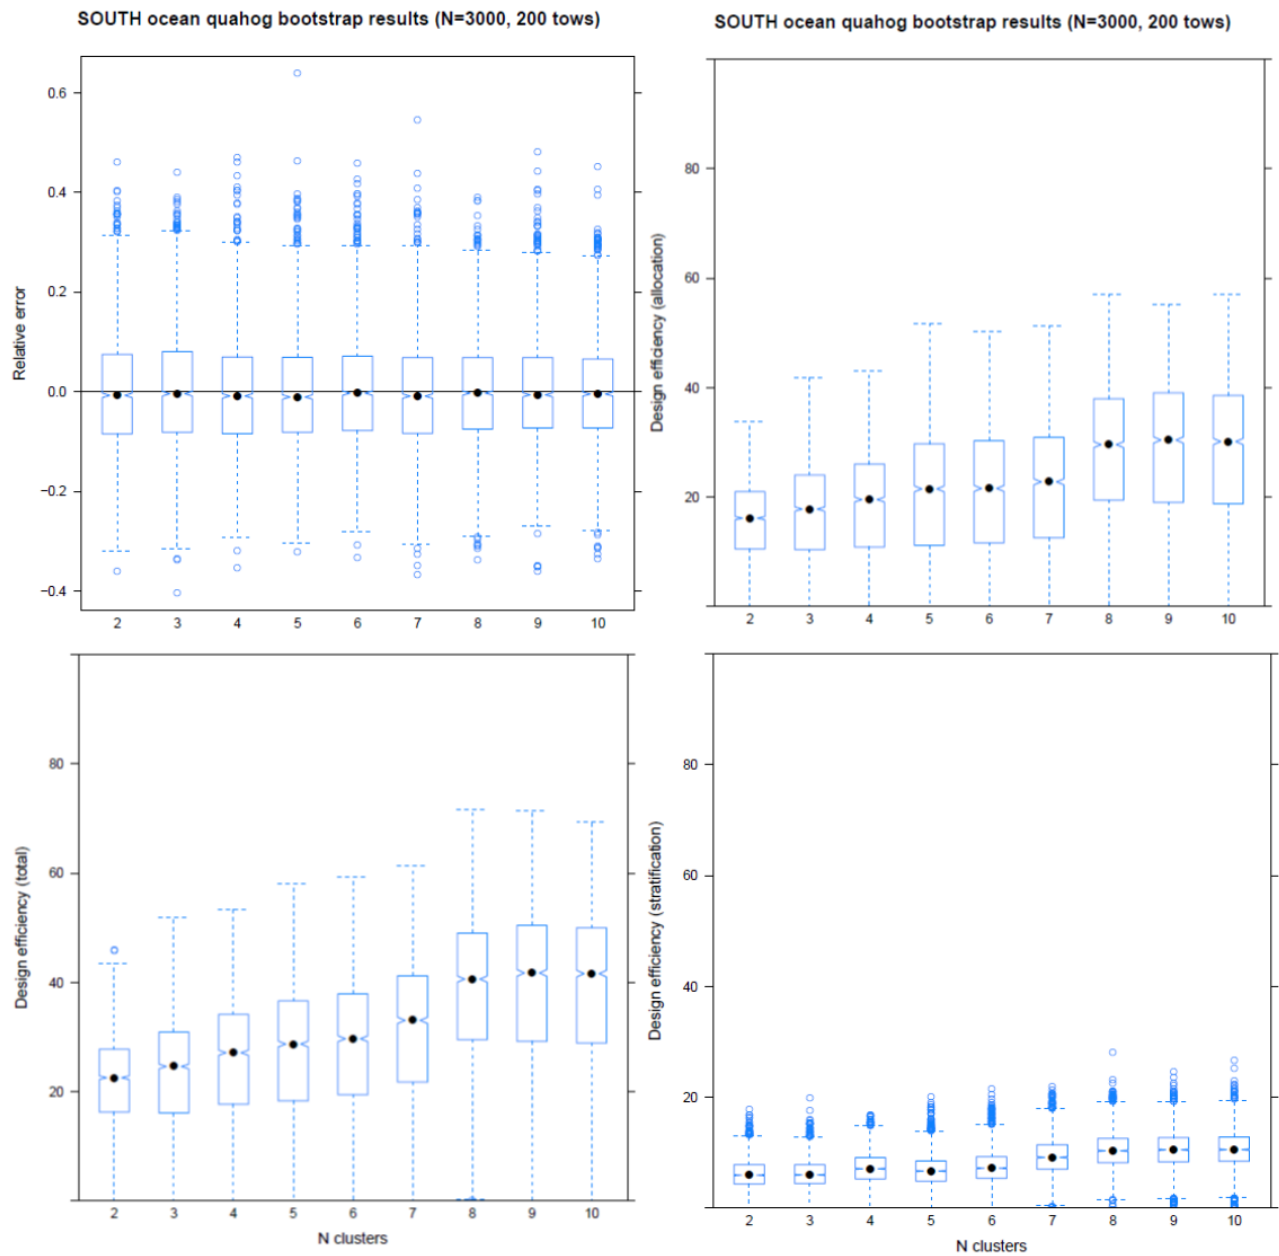 SOUTH ocean quahog bootstrap results (N=3000, 200 tows)
Relative error
0.6
0.4
0.2
0.0
−0.2
−0.4
2 3 4 5 6 7 8 9 10
SOUTH ocean quahog bootstrap results (N=3000, 200 tows)
Design efficiency (allocation)
80
60
40
20
2 3 4 5 6 7 8 9 10
Design efficiency (total)
80
60
40
20
2 3 4 5 6 7 8 9 10
N clusters
Design efficiency (stratification)
80
60
40
20
2 3 4 5 6 7 8 9 10
N clusters